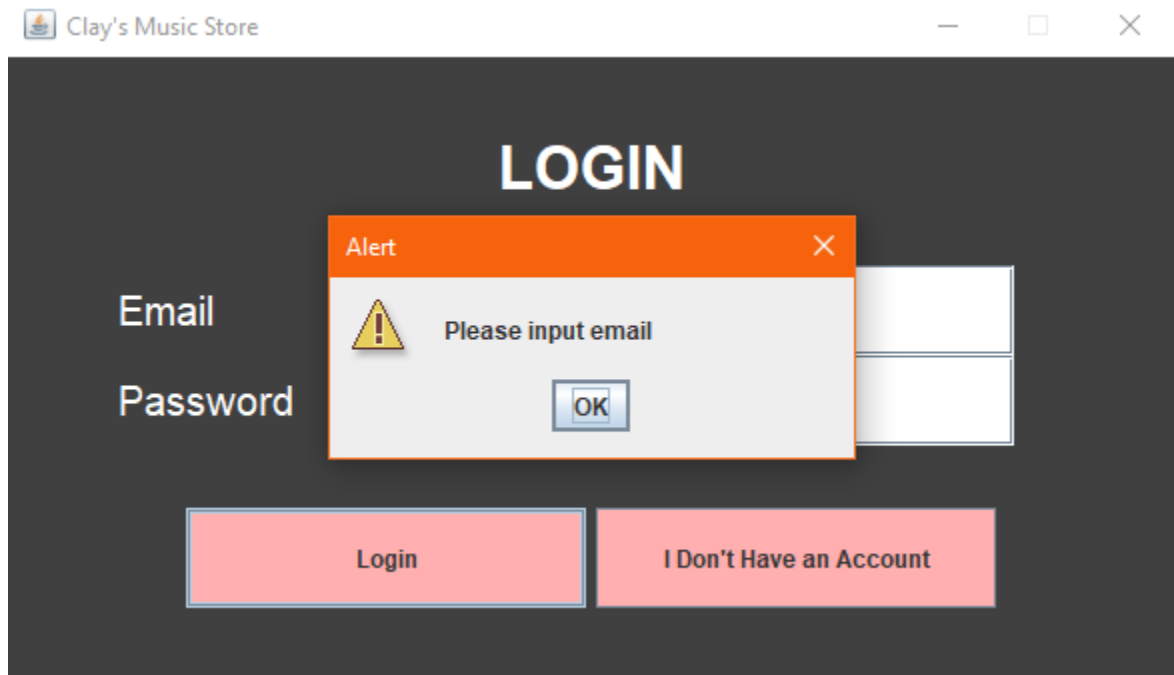 Clay's Music Store
LOGIN
Alert
Email
Please input email
Password
OK
Login
I Don't Have an Account